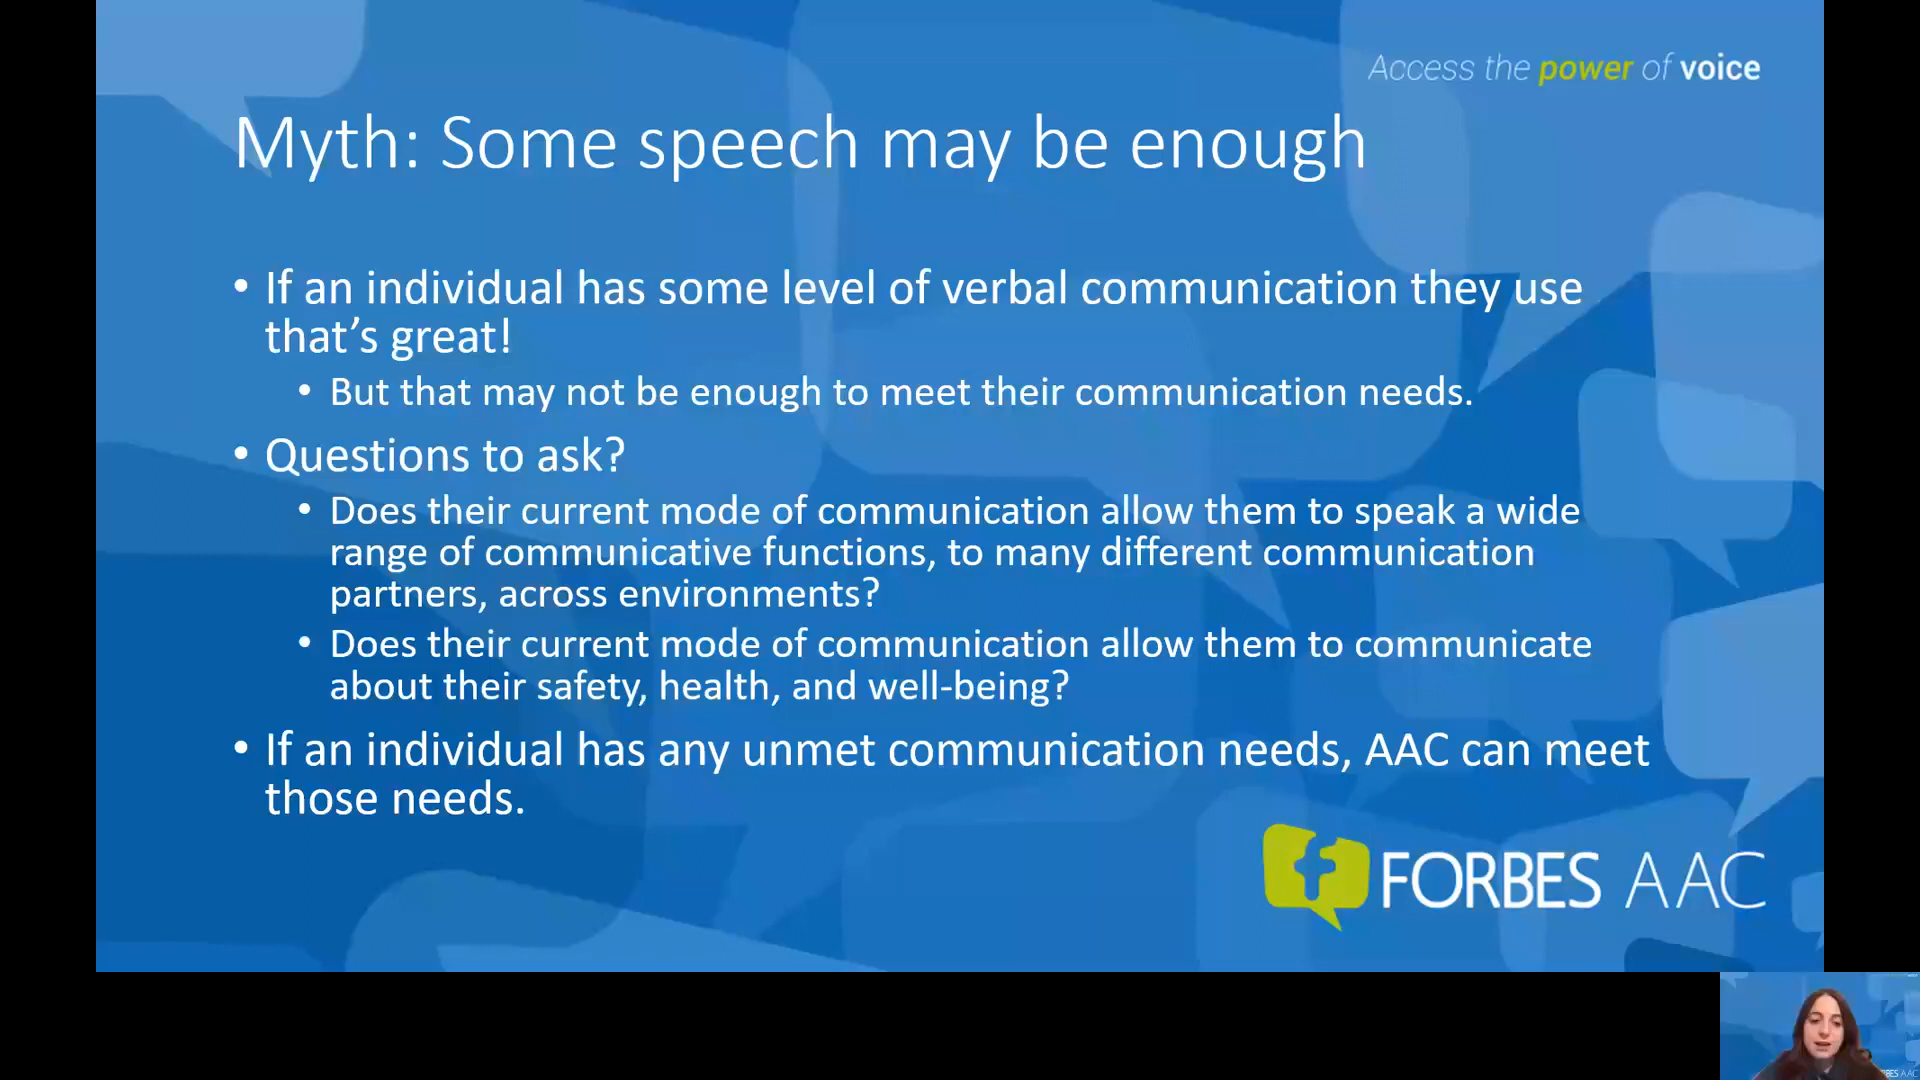 Access the power of voice
Myth: Some speech may be enough
• If an individual has some level of verbal communication they use
that’s great!
• But that may not be enough to meet their communication needs.
• Questions to ask?
• Does their current mode of communication allow them to speak a wide
range of communicative functions, to many different communication
partners, across environments?
• Does their current mode of communication allow them to communicate
about their safety, health, and well-being?
• If an individual has any unmet communication needs, AAC can meet
those needs.
FORBES AAC